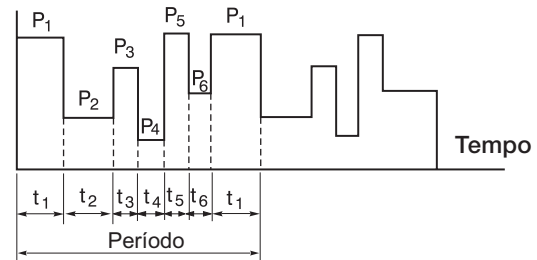 P1 P2 P3 P4 P5 P6 P1
Tempo
t1 t2 t3 t4 t5 t6 t1
Período